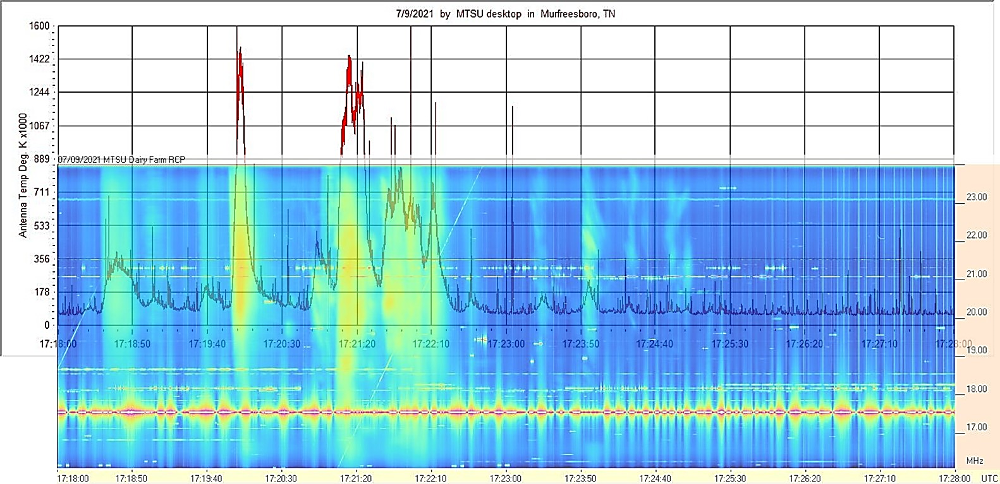 7/9/2021 by MTSU desktop in Murfreesboro, TN
Antenna Temp Deg. K x1000
1600
1422
1244
1067
889
07/09/2021 MTSU Dairy Farm RCP
711
23.00
533
22.00
356
21.00
178
20.00
0
17:18:00 17:18:50 17:19:40 17:20:30 17:21:20 17:22:10 17:23:00 17:23:50 17:24:40 17:25:30 17:26:20 17:27:10 17:28:00
19.00
18.00
17.00
MHz
17:18:00 17:18:50 17:19:40 17:20:30 17:21:20 17:22:10 17:23:00 17:23:50 17:24:40 17:25:30 17:26:20 17:27:10 17:28:00 UTC